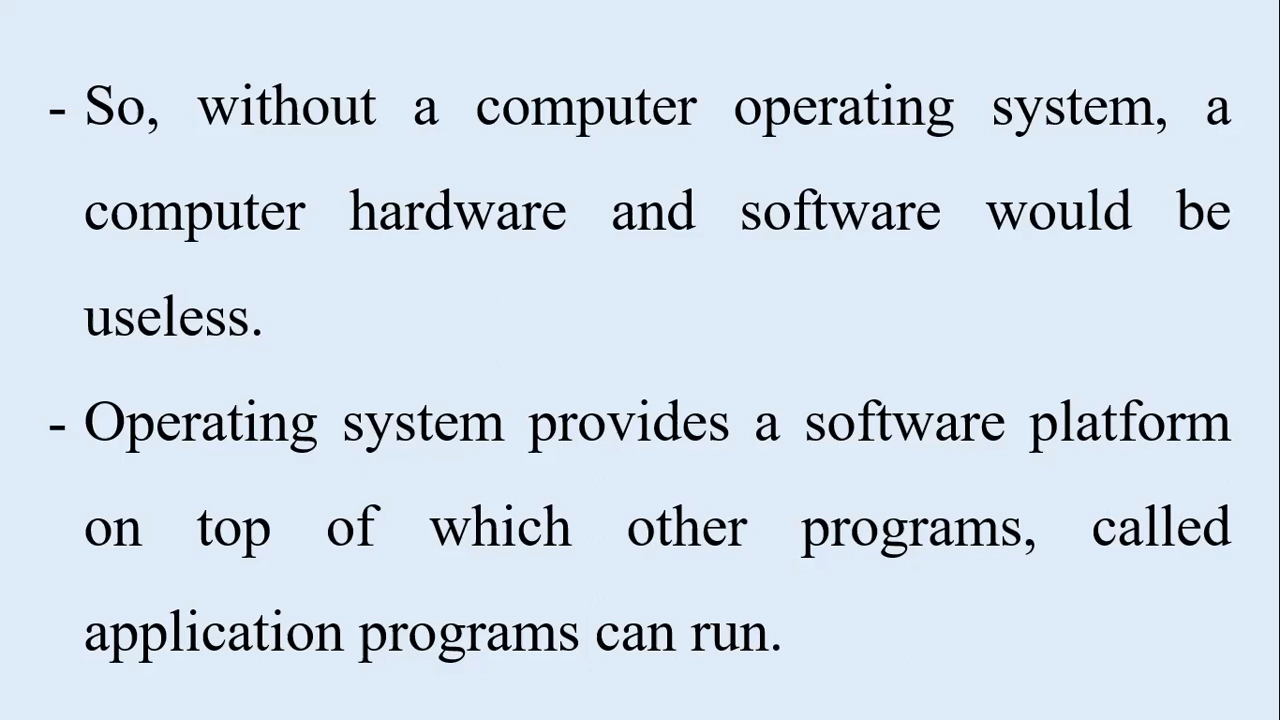 - So, without a computer operating system, a
computer hardware and software would be
useless.
- Operating system provides a software platform
on top of which other programs, called
application programs can run.